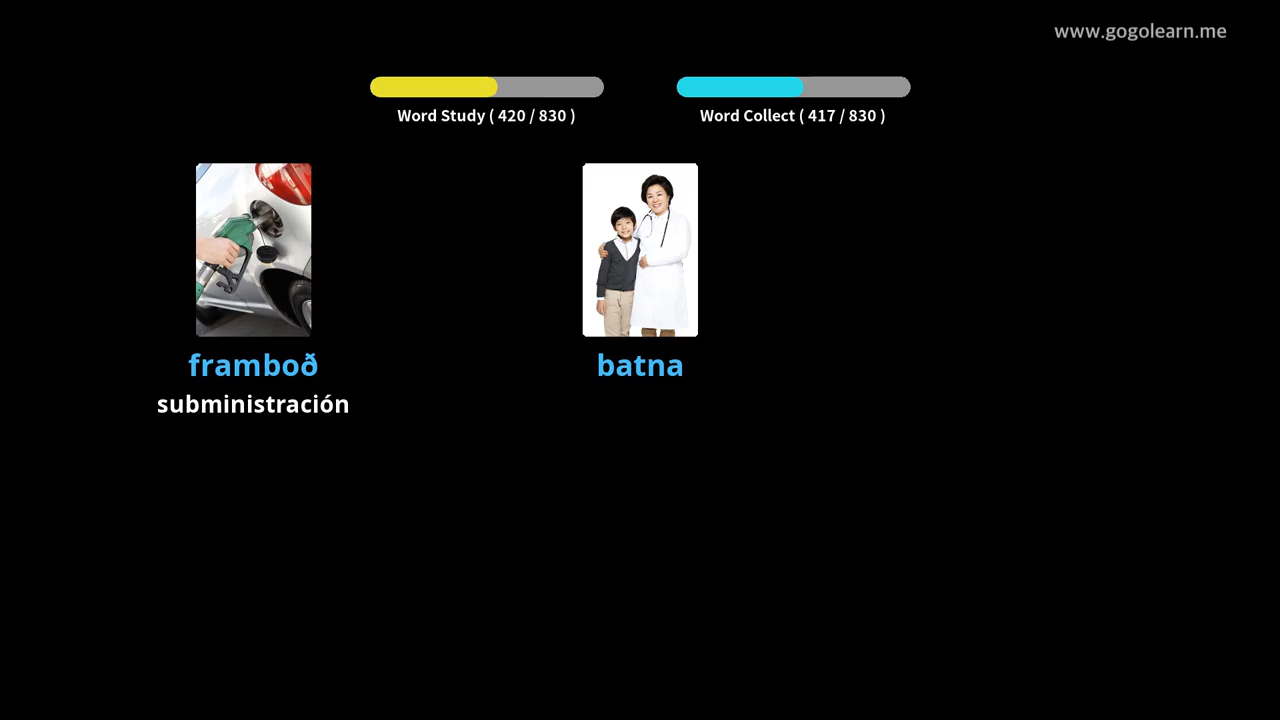 www.gogolearn.me
Word Study ( 420 / 830 )
Word Collect ( 417 / 830 )
framboð
batna
subministración